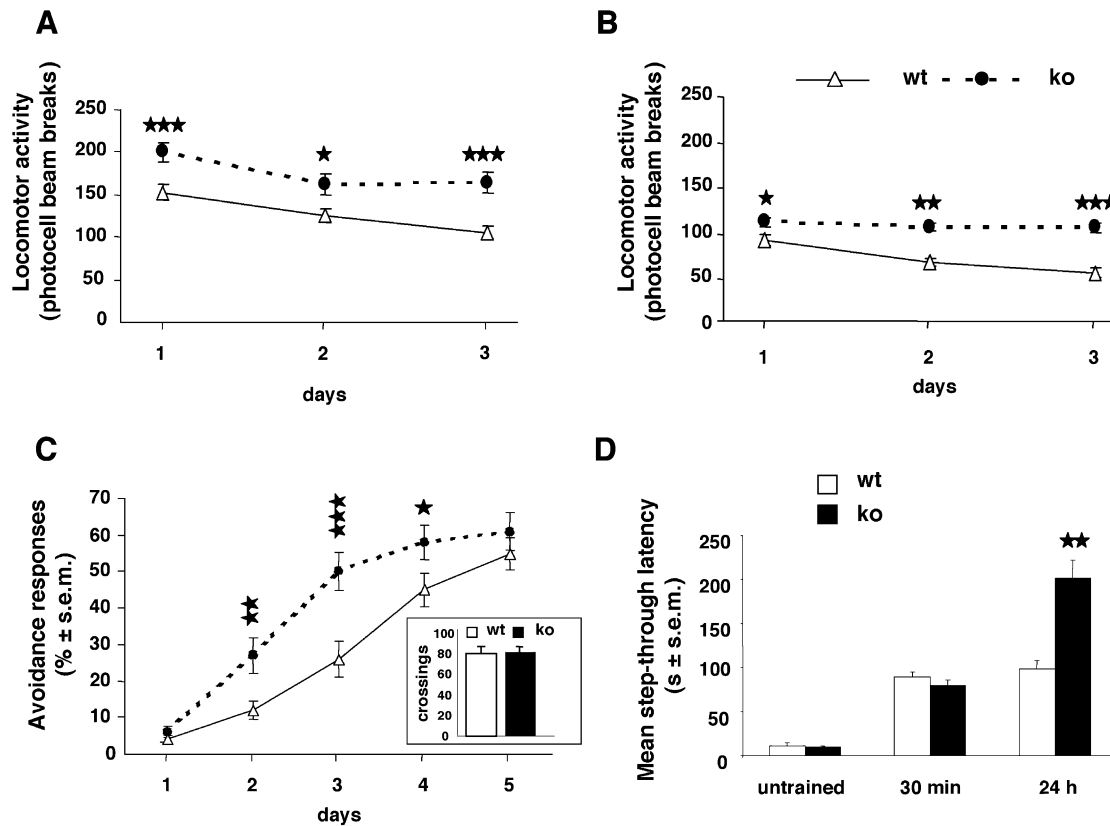 A
Locomotor activity
(photocell beam breaks)
250
200
150
100
50
0
1 2 3
days
B
wt ko
Locomotor activity
(photocell beam breaks)
250
200
150
100
50
0
1 2 3
days
C
Avoidance responses
(% ± s.e.m.)
70
60
50
40
30
20
10
0
1 2 3 4 5
days
wt ko
crossings
100
80
60
40
20
0
D
wt
ko
Mean step-through latency
(s ± s.e.m.)
250
200
150
100
50
0
untrained 30 min 24 h